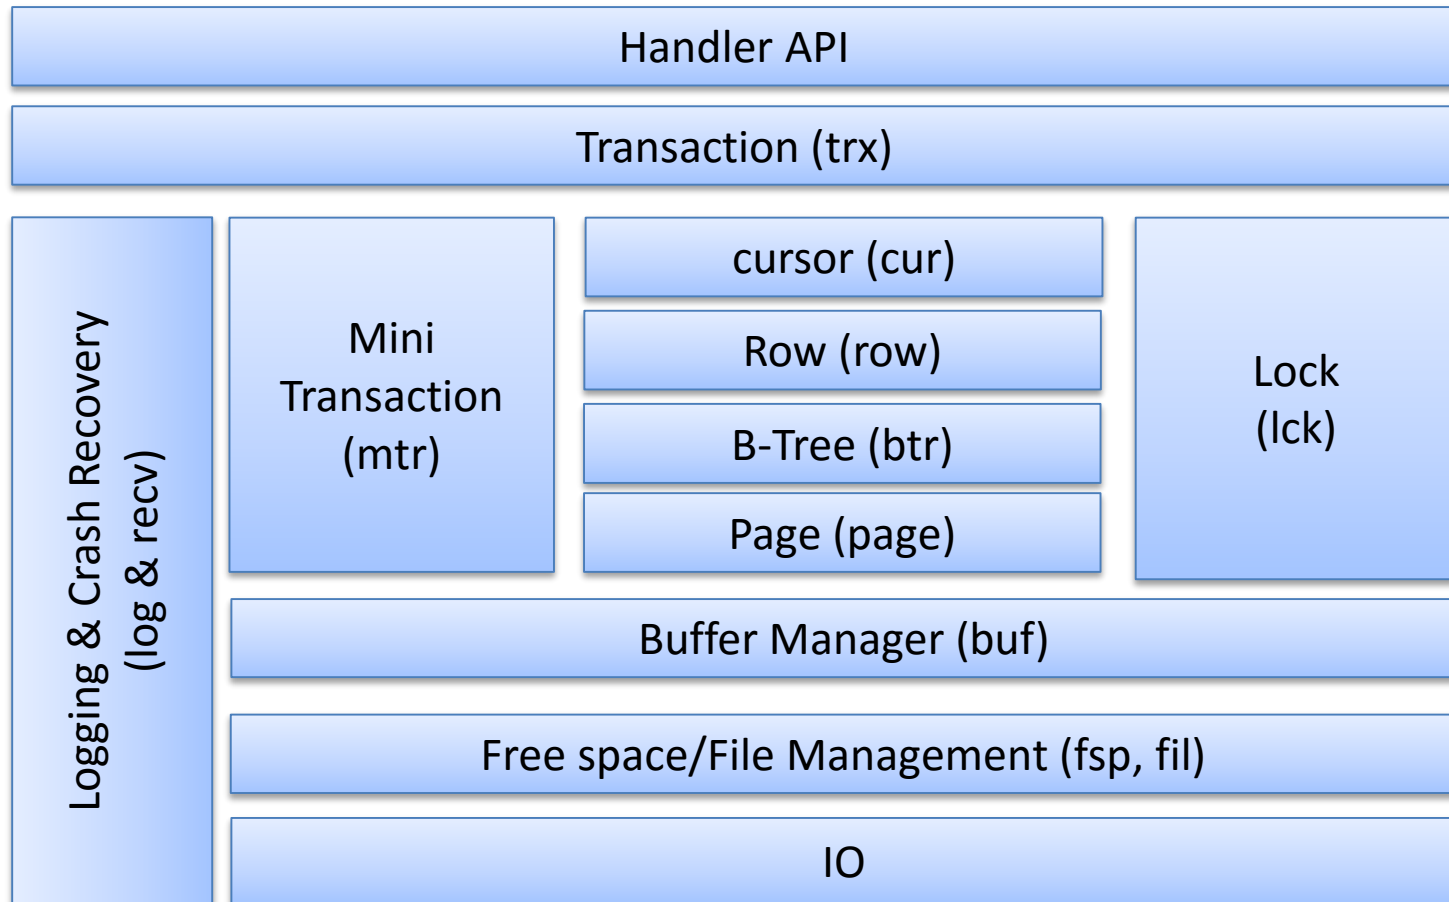 Handler API
Transaction (trx)
Logging & Crash Recovery
(log & recv)
Mini
Transaction
(mtr)
cursor (cur)
Row (row)
B-Tree (btr)
Page (page)
Lock
(lck)
Buffer Manager (buf)
Free space/File Management (fsp, fil)
IO